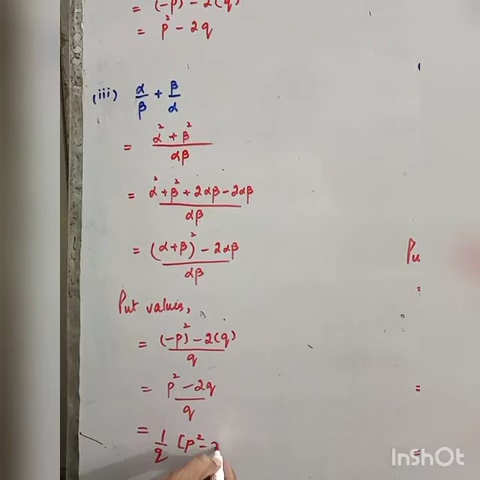 = (-p)² - 2(q)
= p² - 2q
(iii) α/β + β/α
= (α² + β²)/αβ
= (α² + β² + 2αβ - 2αβ)/αβ
= ((α+β)² - 2αβ)/αβ
Put values,
= ((-p)² - 2(q))/q
= (p² - 2q)/q
= 1/q [p² - 2
Pu
=
=
=
InShOt